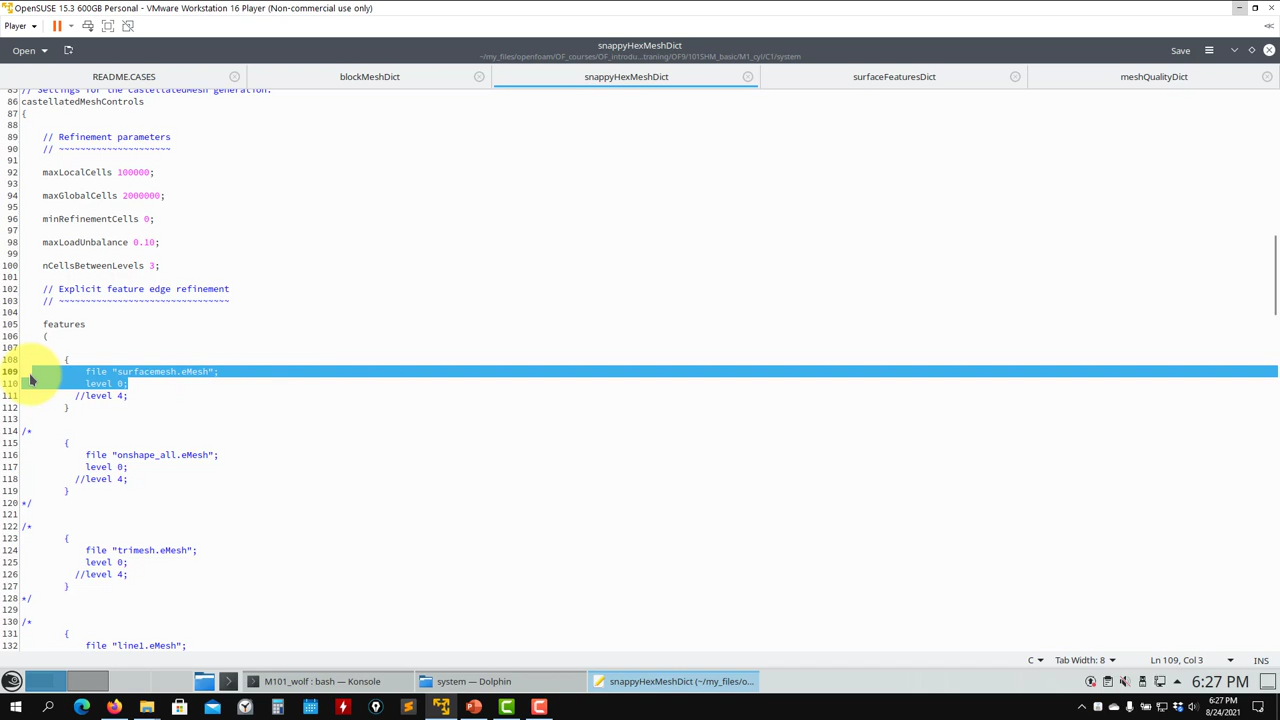 OpenSUSE 15.3 600GB Personal - VMware Workstation 16 Player (Non-commercial use only)
Player
Open
snappyHexMeshDict
~/my_files/openfoam/OF_courses/OF_introdu...traning/OF9/101SHM_basic/M1_cyl/C1/system
Save
README.CASES
blockMeshDict
snappyHexMeshDict
surfaceFeaturesDict
meshQualityDict
85 // Settings for the CastellatedMesh generation.
86 castellatedMeshControls
87 {
88
89 // Refinement parameters
90 // ~~~~~~~~~~~~~~~~~~~~~
91
92 maxLocalCells 100000;
93
94 maxGlobalCells 2000000;
95
96 minRefinementCells 0;
97
98 maxLoadUnbalance 0.10;
99
100 nCellsBetweenLevels 3;
101
102 // Explicit feature edge refinement
103 // ~~~~~~~~~~~~~~~~~~~~~~~~~~~~~~~~
104
105 features
106 (
107
108 {
109 file "surfacemesh.eMesh";
110 level 0;
111 //level 4;
112 }
113
114 /*
115 {
116 file "onshape_all.eMesh";
117 level 0;
118 //level 4;
119 }
120 */
121
122 /*
123 {
124 file "trimesh.eMesh";
125 level 0;
126 //level 4;
127 }
128 */
129
130 /*
131 {
132 file "line1.eMesh";
C Tab Width: 8 Ln 109, Col 3 INS
M101_wolf : bash — Konsole
system — Dolphin
snappyHexMeshDict (~/my_files/o...
6:27 PM
6:27 PM
8/24/2021